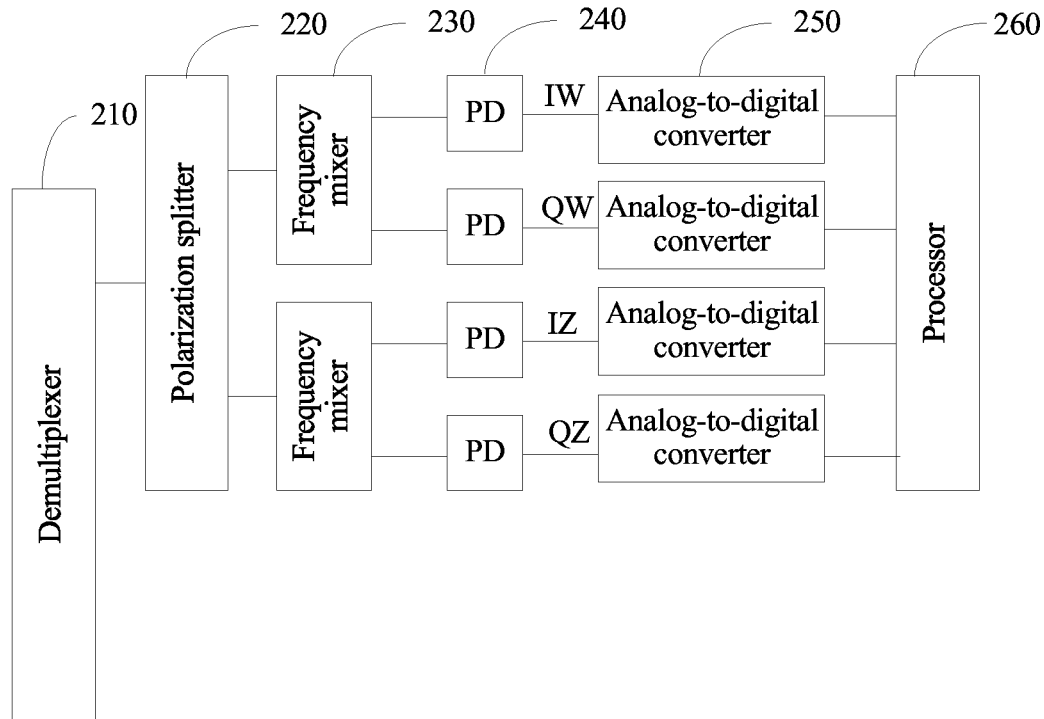 220
230
240
250
260
210
Demultiplexer
Polarization splitter
Frequency
mixer
Frequency
mixer
PD
IW
Analog-to-digital
converter
PD
QW
Analog-to-digital
converter
PD
IZ
Analog-to-digital
converter
PD
QZ
Analog-to-digital
converter
Processor